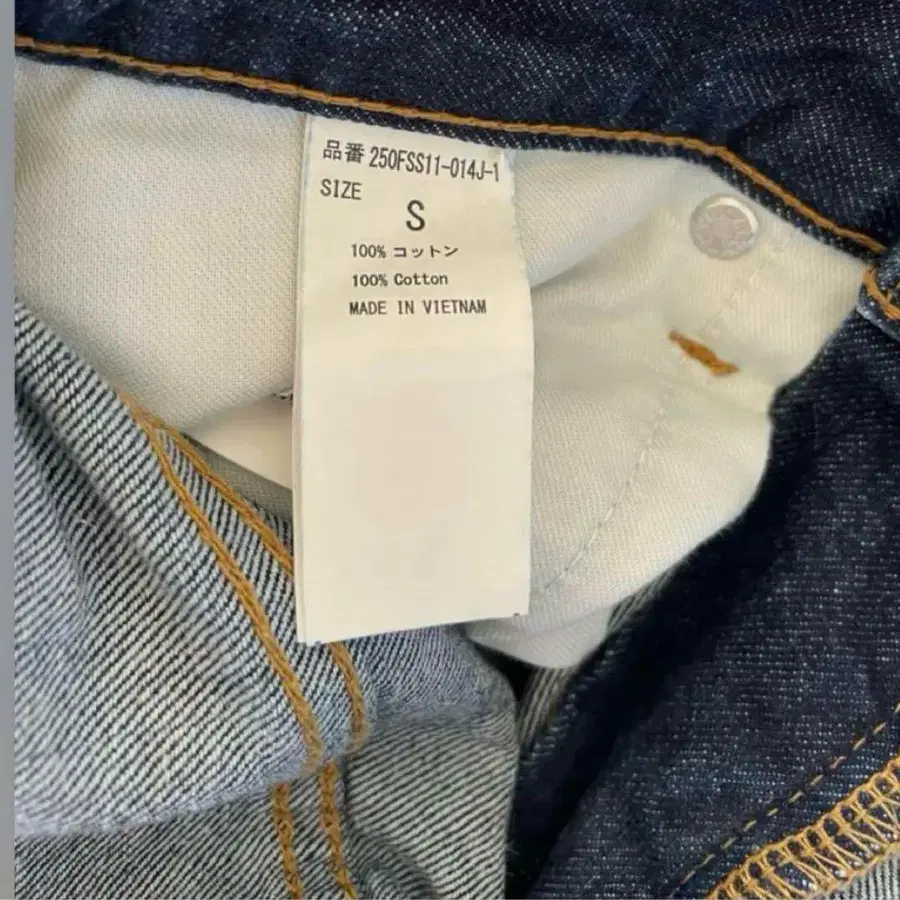 品番 250FSS11-014J-1
SIZE
S
100% コットン
100% Cotton
MADE IN VIETNAM